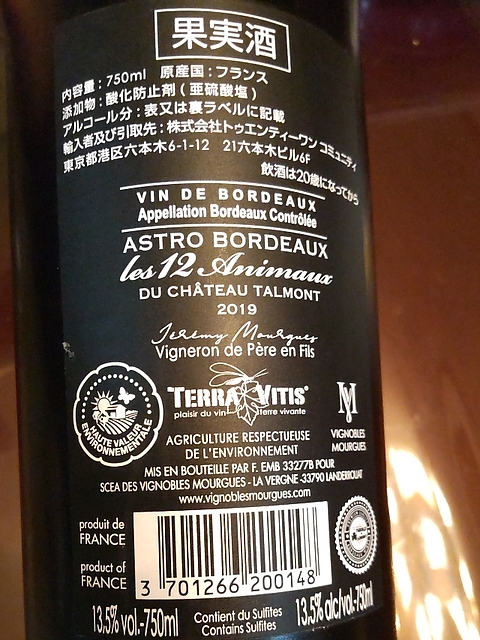 果実酒
内容量：750ml 原産国：フランス
添加物：酸化防止剤（亜硫酸塩）
アルコール分：表又は裏ラベルに記載
輸入者及び引取先：株式会社トゥエンティーワン コミュニティ
東京都港区六本木6-1-12 21六本木ビル6F
飲酒は20歳になってから
VIN DE BORDEAUX
Appellation Bordeaux Contrôlée
ASTRO BORDEAUX
les 12 Animaux
DU CHÂTEAU TALMONT
2019
Jérémy Mourgues
Vigneron de Père en Fils
HAUTE VALEUR ENVIRONNEMENTALE
TERRA VITIS
plaisir du vin terre vivante
VM
VIGNOBLES
MOURGUES
AGRICULTURE RESPECTUEUSE
DE L'ENVIRONNEMENT
MIS EN BOUTEILLE PAR F. EMB 33277B POUR
SCEA DES VIGNOBLES MOURGUES - LA VERGNE -33790 LANDERROUAT
www.vignoblesmourgues.com
produit de
FRANCE
product of
FRANCE
3 701266 200148
13.5% vol.-750ml
Contient du Sulfites
Contains Sulfites
13.5% alc/vol.-750ml